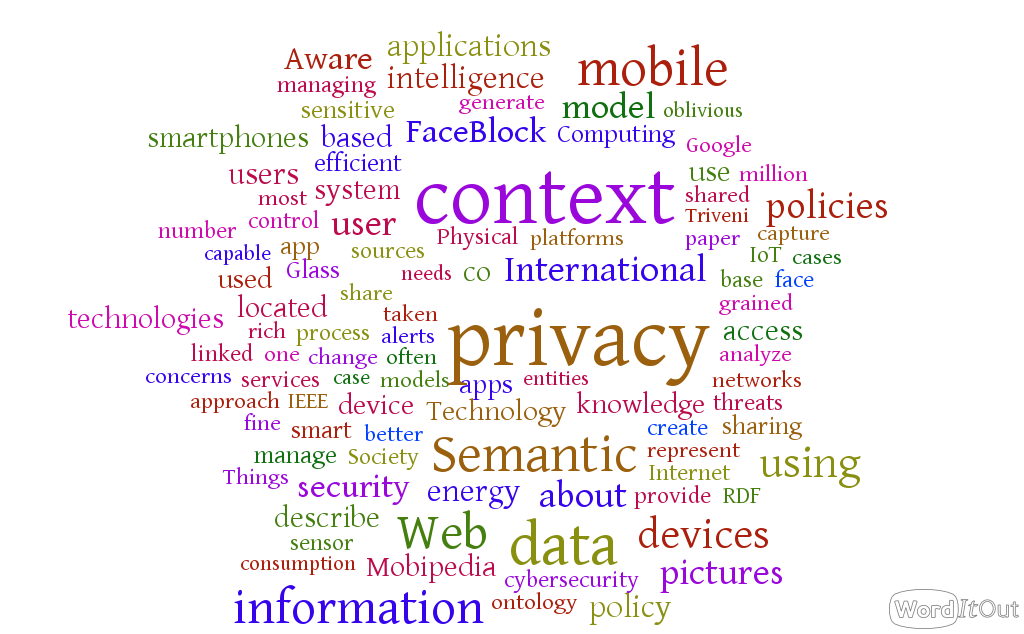 Aware applications
managing intelligence mobile
sensitive generate model oblivious
smartphones based FaceBlock Computing Google
efficient
users system context use million
most shared policies
number control user Triveni
capable app sources Physical platforms paper capture
used Glass needs co International IoT cases
share base face
technologies located taken grained
rich process alerts privacy access
linked one change often analyze
concerns services case models apps entities networks
approach IEEE device Technology knowledge threats
fine smart better create sharing
manage Society Semantic represent using
Things Internet
security energy about provide RDF
describe Web data devices
sensor
consumption Mobipedia cybersecurity pictures
information ontology policy
WordItOut